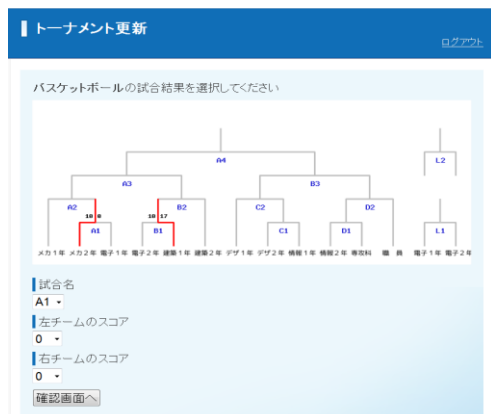 トーナメント更新
ログアウト
バスケットボールの試合結果を選択してください
A4
L2
A3
B3
A2
B2
C2
D2
18 6
16 17
A1
B1
C1
D1
L1
メカ1年 メカ2年 電子1年 電子2年 建築1年 建築2年 デザ1年 デザ2年 情報1年 情報2年 専攻科 職 員 電子1年 電子2年
試合名
A1
左チームのスコア
0
右チームのスコア
0
確認画面へ